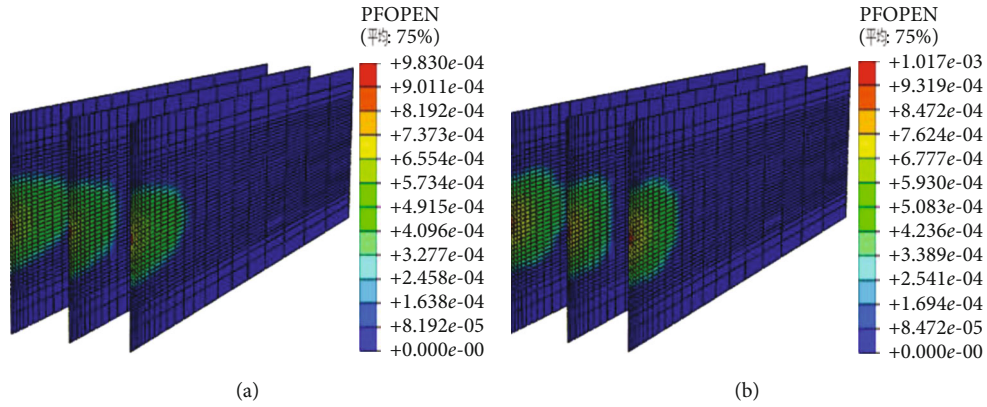 PFOPEN
(平均: 75%)
+9.830e-04
+9.011e-04
+8.192e-04
+7.373e-04
+6.554e-04
+5.734e-04
+4.915e-04
+4.096e-04
+3.277e-04
+2.458e-04
+1.638e-04
+8.192e-05
+0.000e-00
(a)
PFOPEN
(平均: 75%)
+1.017e-03
+9.319e-04
+8.472e-04
+7.624e-04
+6.777e-04
+5.930e-04
+5.083e-04
+4.236e-04
+3.389e-04
+2.541e-04
+1.694e-04
+8.472e-05
+0.000e-00
(b)